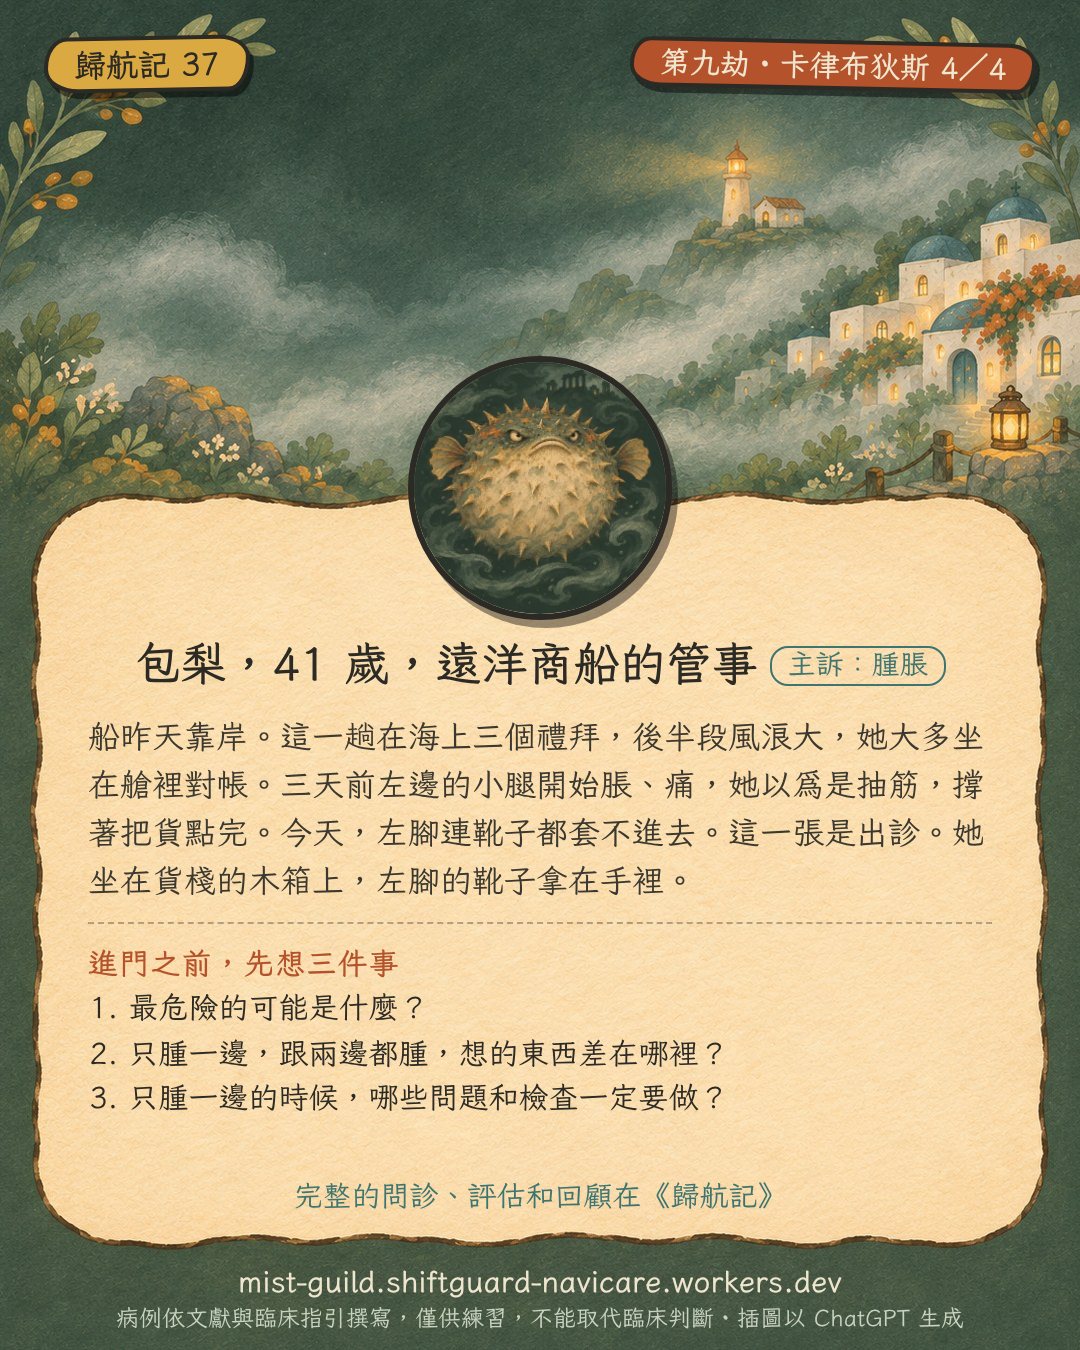 歸航記 37
第九劫・卡律布狄斯 4／4
包梨，41 歲，遠洋商船的管事 主訴：腫脹
船昨天靠岸。這一趟在海上三個禮拜，後半段風浪大，她大多坐
在艙裡對帳。三天前左邊的小腿開始脹、痛，她以為是抽筋，撐
著把貨點完。今天，左腳連靴子都套不進去。這一張是出診。她
坐在貨棧的木箱上，左腳的靴子拿在手裡。
進門之前，先想三件事
1. 最危險的可能是什麼？
2. 只腫一邊，跟兩邊都腫，想的東西差在哪裡？
3. 只腫一邊的時候，哪些問題和檢查一定要做？
完整的問診、評估和回顧在《歸航記》
mist-guild.shiftguard-navicare.workers.dev
病例依文獻與臨床指引撰寫，僅供練習，不能取代臨床判斷・插圖以 ChatGPT 生成